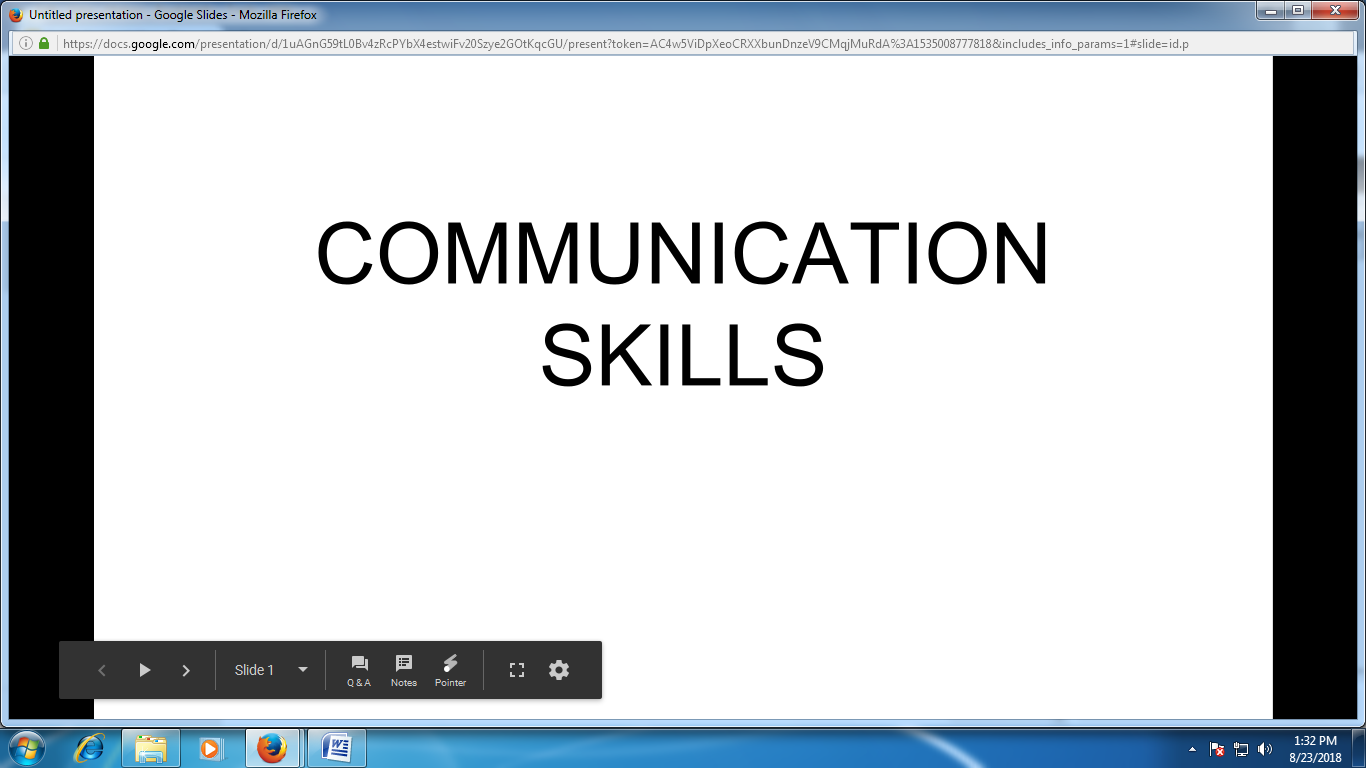 Untitled presentation - Google Slides - Mozilla Firefox
https://docs.google.com/presentation/d/1uAGnG59tL0Bv4zRcPYbX4estwiFv20Szye2GOtKqcGU/present?token=AC4w5ViDpXeoCRXXbunDnzeV9CMqjMuRdA%3A1535008777818&includes_info_params=1#slide=id.p
COMMUNICATION
SKILLS
Slide 1
Q & A
Notes
Pointer
1:32 PM
8/23/2018